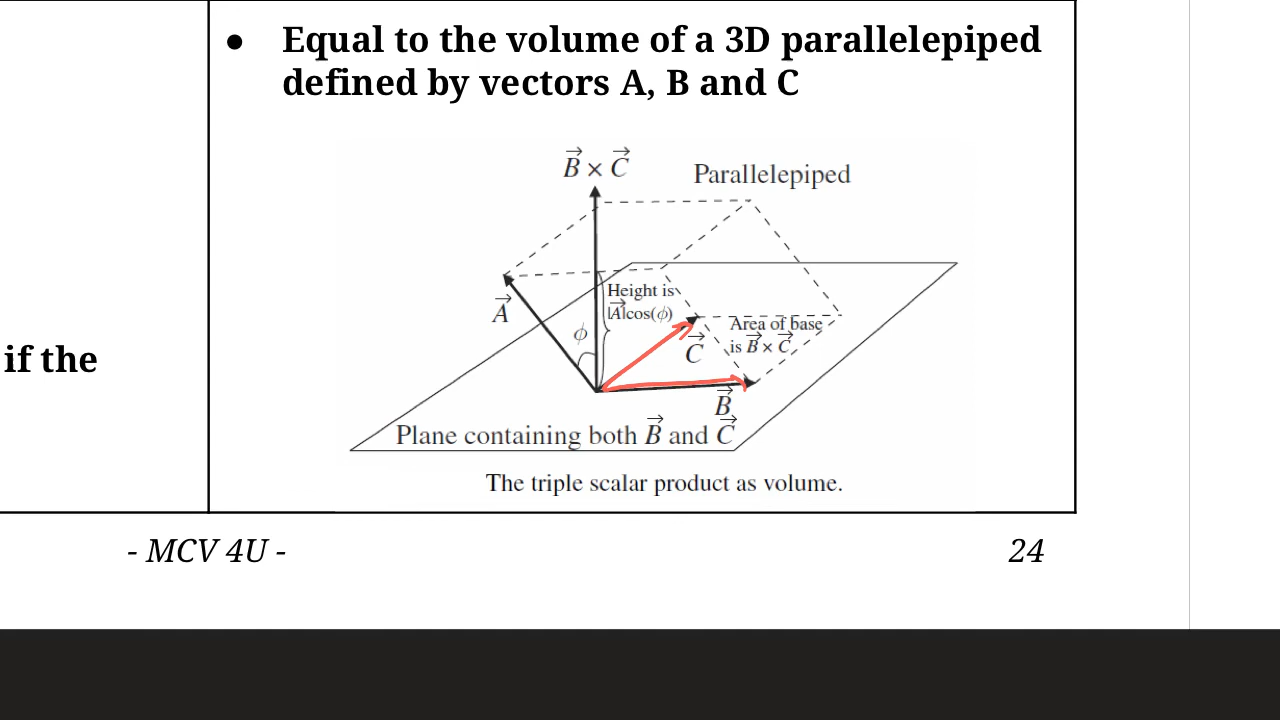 ● Equal to the volume of a 3D parallelepiped
defined by vectors A, B and C
B⃗ × C⃗
Parallelepiped
Height is
|A⃗|cos(ϕ)
A⃗
ϕ
Area of base
is B⃗ × C⃗
C⃗
if the
B⃗
Plane containing both B⃗ and C⃗
The triple scalar product as volume.
- MCV 4U -
24